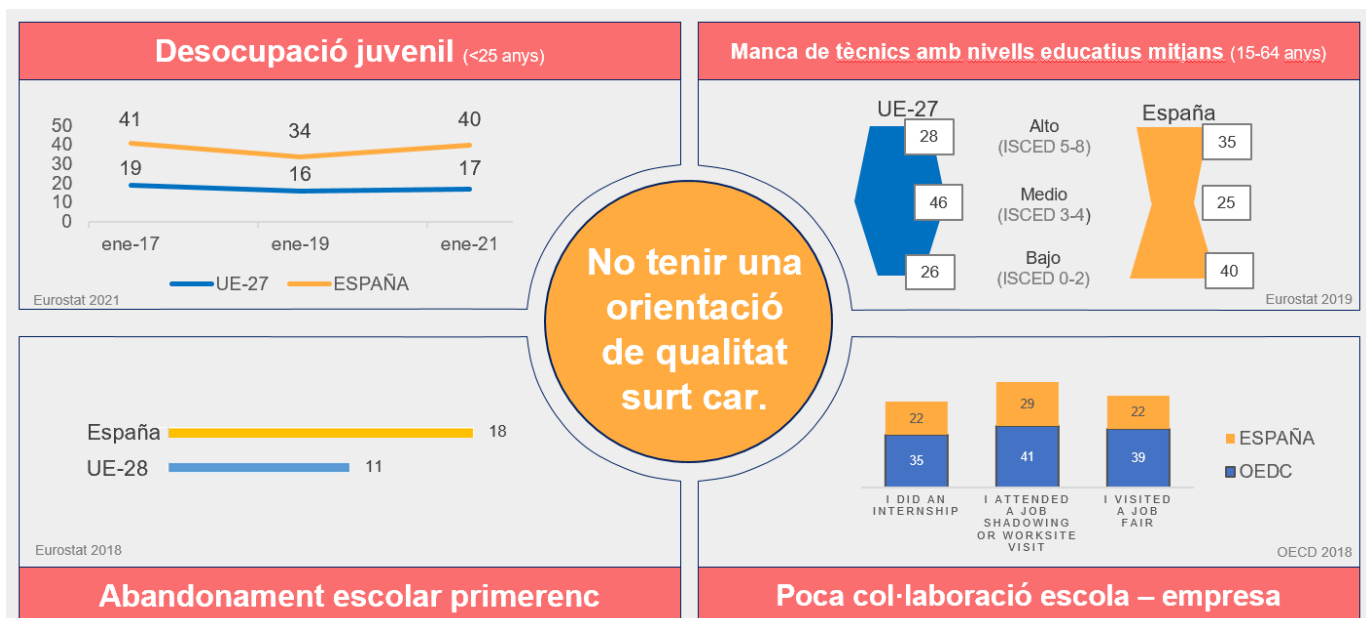 Desocupació juvenil (<25 anys)
50
40
30
20
10
0
41
34
40
19
16
17
ene-17
ene-19
ene-21
UE-27
ESPAÑA
Eurostat 2021
Manca de tècnics amb nivells educatius mitjans (15-64 anys)
UE-27
España
28
Alto
(ISCED 5-8)
35
46
Medio
(ISCED 3-4)
25
26
Bajo
(ISCED 0-2)
40
Eurostat 2019
No tenir una
orientació
de qualitat
surt car.
España
18
UE-28
11
Eurostat 2018
Abandonament escolar primerenc
22
29
22
35
41
39
I DID AN
INTERNSHIP
I ATTENDED
A JOB
SHADOWING
OR WORKSITE
VISIT
I VISITED
A JOB
FAIR
ESPAÑA
OEDC
OECD 2018
Poca col·laboració escola – empresa